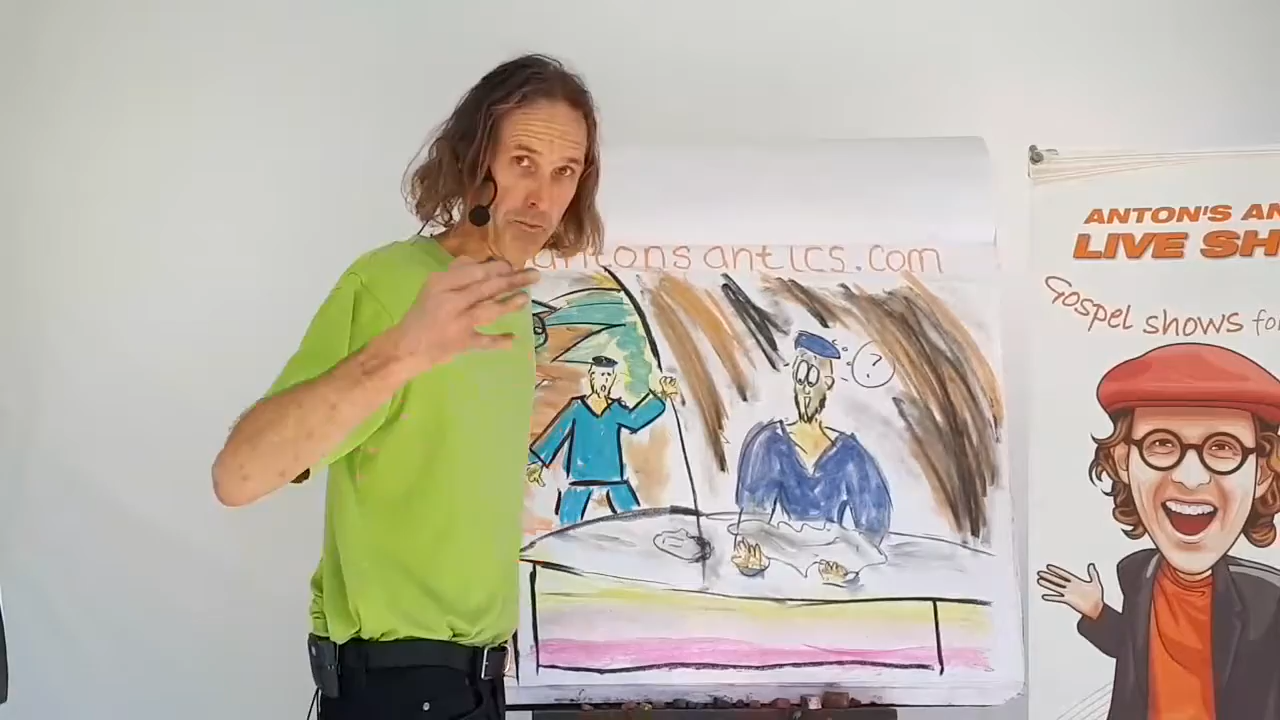 antonsantics.com
ANTON'S AN
LIVE SH
Gospel shows fo
?